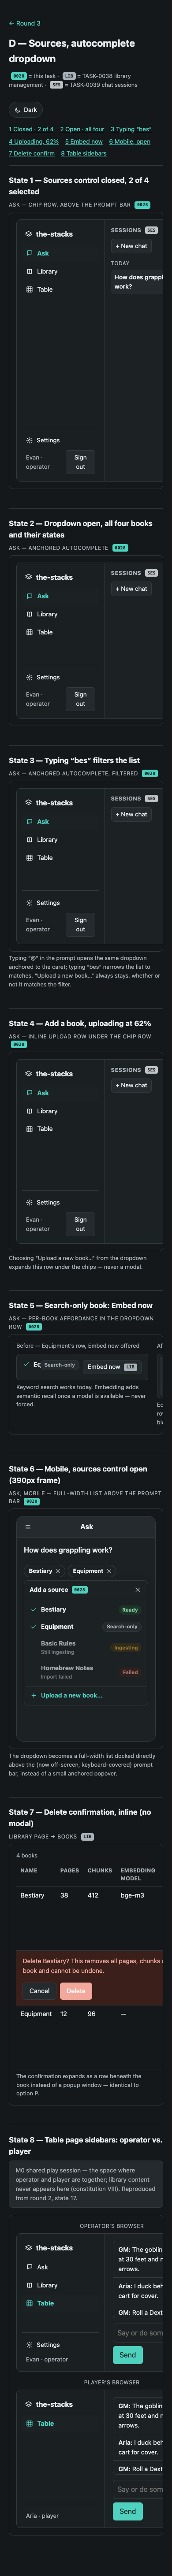 ← Round 3
D — Sources, autocomplete
dropdown
0028 = this task · LIB = TASK-0038 library
management · SES = TASK-0039 chat sessions
Dark
1 Closed · 2 of 4   2 Open · all four   3 Typing “bes”
4 Uploading, 62%   5 Embed now   6 Mobile, open
7 Delete confirm   8 Table sidebars
State 1 — Sources control closed, 2 of 4
selected
ASK — CHIP ROW, ABOVE THE PROMPT BAR 0028
the-stacks
Ask
Library
Table
Settings
Evan ·
operator
Sign
out
SESSIONS SES
+ New chat
TODAY
How does grappli
work?
State 2 — Dropdown open, all four books
and their states
ASK — ANCHORED AUTOCOMPLETE 0028
the-stacks
Ask
Library
Table
Settings
Evan ·
operator
Sign
out
SESSIONS SES
+ New chat
State 3 — Typing “bes” filters the list
ASK — ANCHORED AUTOCOMPLETE, FILTERED 0028
the-stacks
Ask
Library
Table
Settings
Evan ·
operator
Sign
out
SESSIONS SES
+ New chat
Typing "@" in the prompt opens the same dropdown
anchored to the caret; typing “bes” narrows the list to
matches. "Upload a new book…" always stays, whether or
not it matches the filter.
State 4 — Add a book, uploading at 62%
ASK — INLINE UPLOAD ROW UNDER THE CHIP ROW
0028
the-stacks
Ask
Library
Table
Settings
Evan ·
operator
Sign
out
SESSIONS SES
+ New chat
Choosing "Upload a new book…" from the dropdown
expands this row under the chips — never a modal.
State 5 — Search-only book: Embed now
ASK — PER-BOOK AFFORDANCE IN THE DROPDOWN
ROW 0028
Before — Equipment's row, Embed now offered
Search-only
Embed now LIB
Keyword search works today. Embedding adds
semantic recall once a model is available — never
forced.
State 6 — Mobile, sources control open
(390px frame)
ASK, MOBILE — FULL-WIDTH LIST ABOVE THE PROMPT
BAR 0028
Ask
How does grappling work?
Bestiary × Equipment ×
Add a source 0028 ×
Bestiary Ready
Equipment Search-only
Basic Rules Ingesting
Still ingesting
Homebrew Notes Failed
Import failed
+ Upload a new book…
The dropdown becomes a full-width list docked directly
above the (now off-screen, keyboard-covered) prompt
bar, instead of a small anchored popover.
State 7 — Delete confirmation, inline (no
modal)
LIBRARY PAGE → BOOKS LIB
4 books
NAME PAGES CHUNKS EMBEDDING
MODEL
Bestiary 38 412 bge-m3
Delete Bestiary? This removes all pages, chunks
book and cannot be undone.
Cancel Delete
Equipment 12 96 —
The confirmation expands as a row beneath the
book instead of a popup window — identical to
option P.
State 8 — Table page sidebars: operator vs.
player
M0 shared play session — the space where
operator and player are together; library content
never appears here (constitution VIII). Reproduced
from round 2, state 17.
OPERATOR'S BROWSER
the-stacks
Ask
Library
Table
Settings
Evan · operator
GM: The goblin
at 30 feet and r
arrows.
Aria: I duck beh
cart for cover.
GM: Roll a Dext
Say or do som
Send
PLAYER'S BROWSER
the-stacks
Table
Aria · player
GM: The goblin
at 30 feet and r
arrows.
Aria: I duck beh
cart for cover.
GM: Roll a Dext
Say or do som
Send